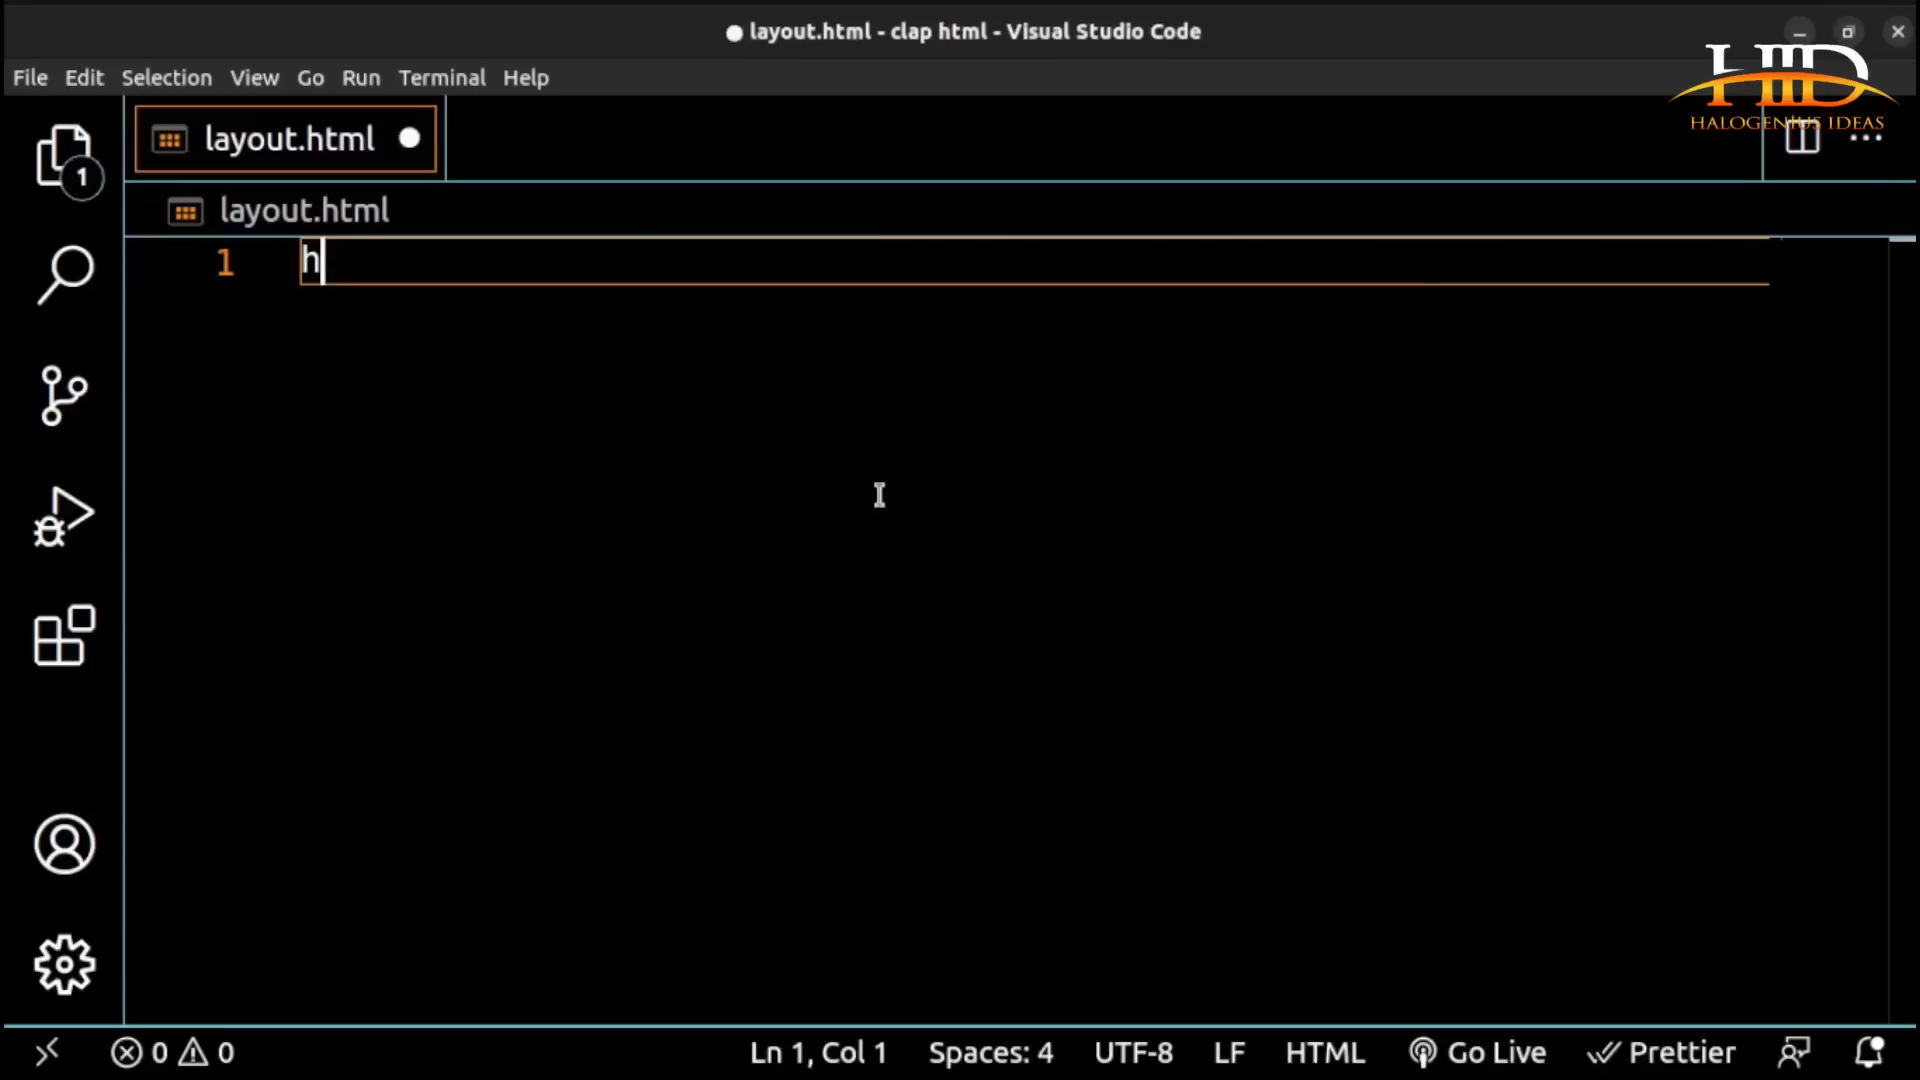 layout.html - clap html - Visual Studio Code
File Edit Selection View Go Run Terminal Help
HID
HALOGENIUS IDEAS
layout.html
1
layout.html
1 h
0 0 Ln 1, Col 1 Spaces: 4 UTF-8 LF HTML Go Live Prettier